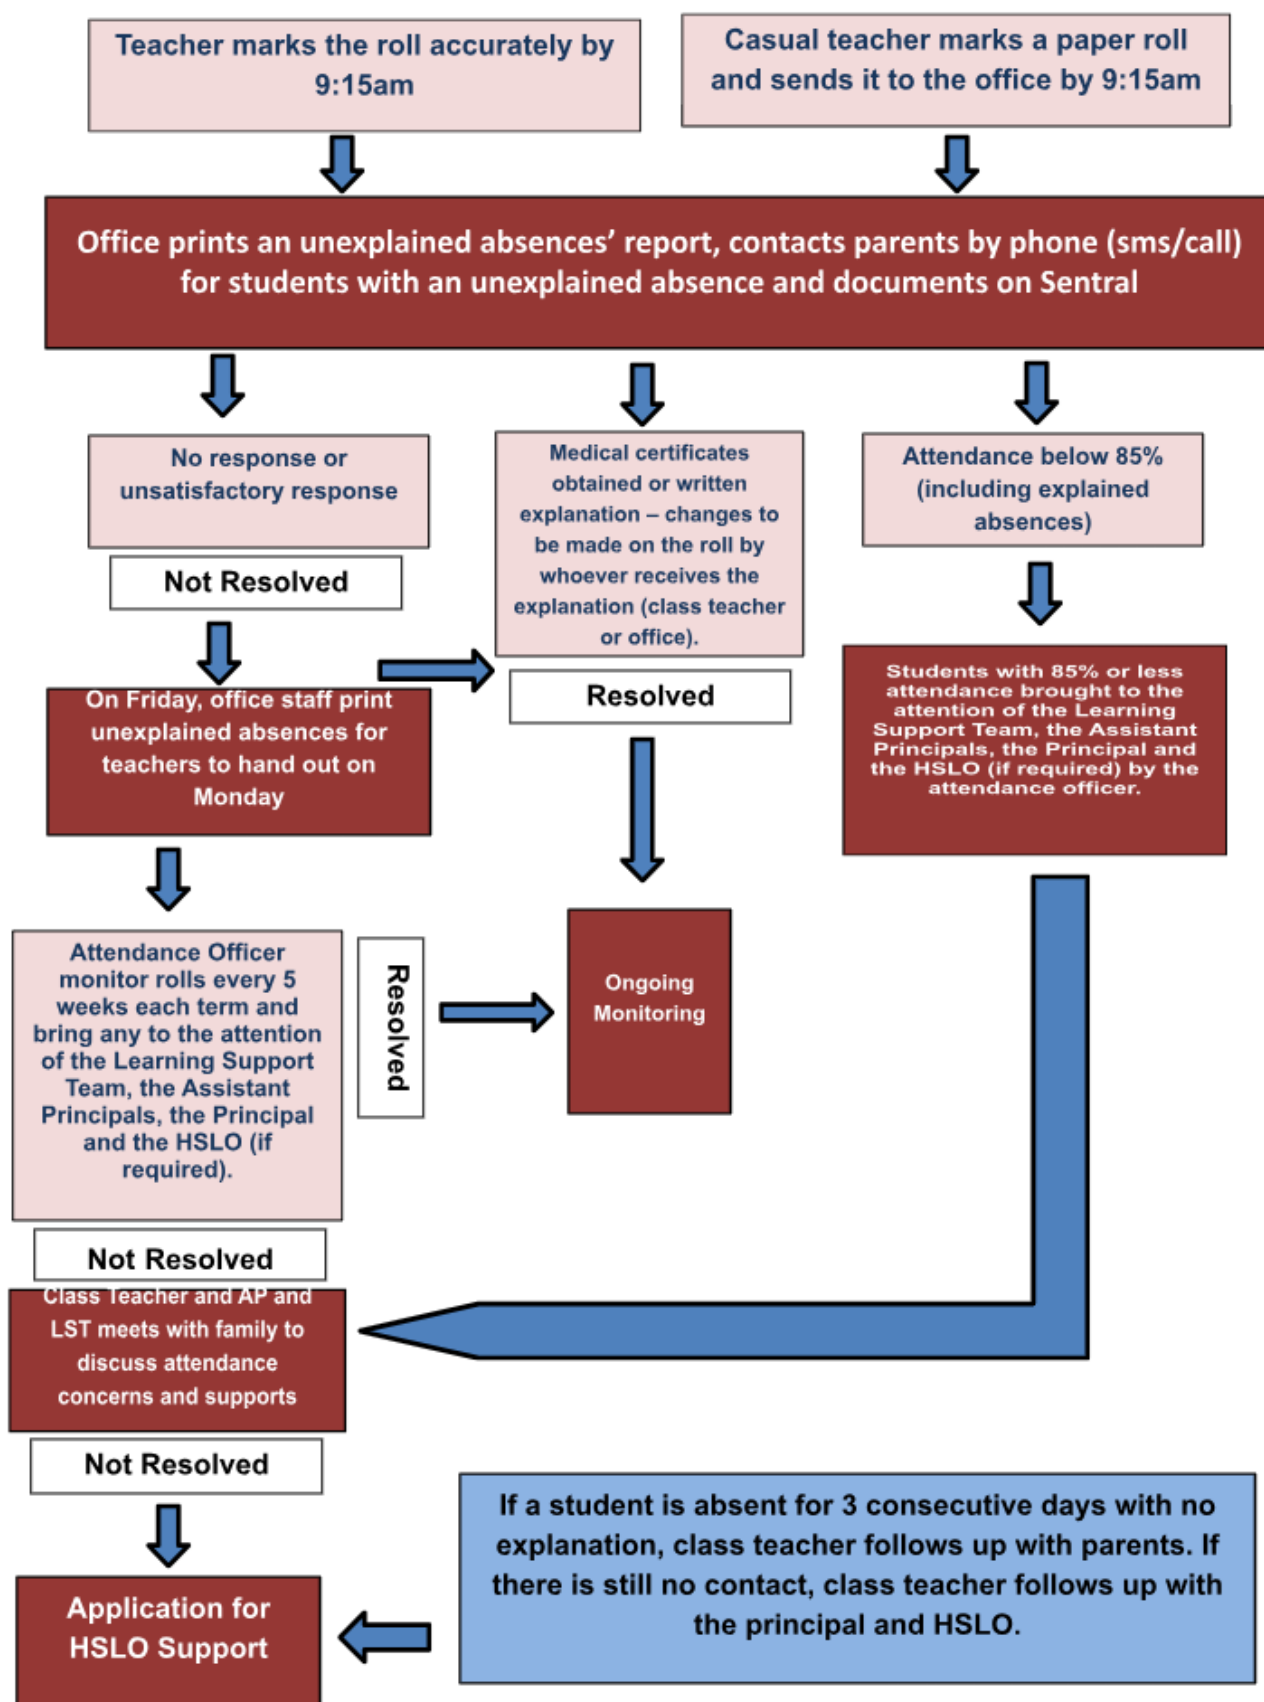 Teacher marks the roll accurately by
9:15am
Casual teacher marks a paper roll
and sends it to the office by 9:15am
Office prints an unexplained absences’ report, contacts parents by phone (sms/call)
for students with an unexplained absence and documents on Sentral
No response or
unsatisfactory response
Not Resolved
Medical certificates
obtained or written
explanation – changes to
be made on the roll by
whoever receives the
explanation (class teacher
or office).
Resolved
Attendance below 85%
(including explained
absences)
On Friday, office staff print
unexplained absences for
teachers to hand out on
Monday
Students with 85% or less
attendance brought to the
attention of the Learning
Support Team, the Assistant
Principals, the Principal and
the HSLO (if required) by the
attendance officer.
Attendance Officer
monitor rolls every 5
weeks each term and
bring any to the attention
of the Learning Support
Team, the Assistant
Principals, the Principal
and the HSLO (if
required).
Resolved
Ongoing
Monitoring
Not Resolved
Class Teacher and AP and
LST meets with family to
discuss attendance
concerns and supports
Not Resolved
If a student is absent for 3 consecutive days with no
explanation, class teacher follows up with parents. If
there is still no contact, class teacher follows up with
the principal and HSLO.
Application for
HSLO Support